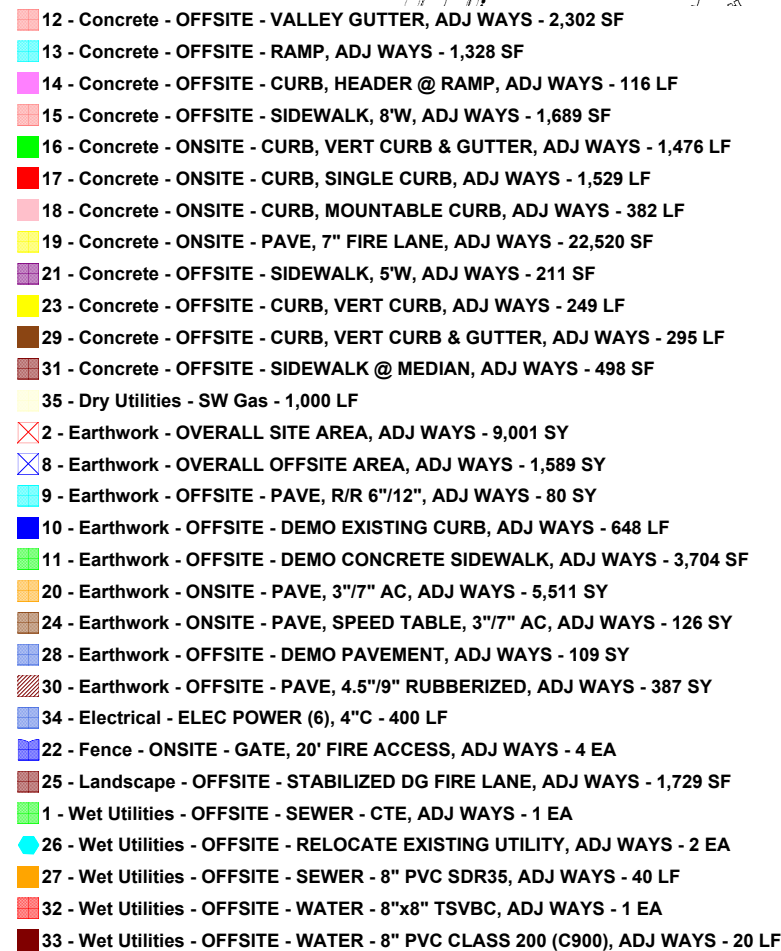 12 - Concrete - OFFSITE - VALLEY GUTTER, ADJ WAYS - 2,302 SF
13 - Concrete - OFFSITE - RAMP, ADJ WAYS - 1,328 SF
14 - Concrete - OFFSITE - CURB, HEADER @ RAMP, ADJ WAYS - 116 LF
15 - Concrete - OFFSITE - SIDEWALK, 8'W, ADJ WAYS - 1,689 SF
16 - Concrete - ONSITE - CURB, VERT CURB & GUTTER, ADJ WAYS - 1,476 LF
17 - Concrete - ONSITE - CURB, SINGLE CURB, ADJ WAYS - 1,529 LF
18 - Concrete - ONSITE - CURB, MOUNTABLE CURB, ADJ WAYS - 382 LF
19 - Concrete - ONSITE - PAVE, 7" FIRE LANE, ADJ WAYS - 22,520 SF
21 - Concrete - OFFSITE - SIDEWALK, 5'W, ADJ WAYS - 211 SF
23 - Concrete - OFFSITE - CURB, VERT CURB, ADJ WAYS - 249 LF
29 - Concrete - OFFSITE - CURB, VERT CURB & GUTTER, ADJ WAYS - 295 LF
31 - Concrete - OFFSITE - SIDEWALK @ MEDIAN, ADJ WAYS - 498 SF
35 - Dry Utilities - SW Gas - 1,000 LF
2 - Earthwork - OVERALL SITE AREA, ADJ WAYS - 9,001 SY
8 - Earthwork - OVERALL OFFSITE AREA, ADJ WAYS - 1,589 SY
9 - Earthwork - OFFSITE - PAVE, R/R 6"/12", ADJ WAYS - 80 SY
10 - Earthwork - OFFSITE - DEMO EXISTING CURB, ADJ WAYS - 648 LF
11 - Earthwork - OFFSITE - DEMO CONCRETE SIDEWALK, ADJ WAYS - 3,704 SF
20 - Earthwork - ONSITE - PAVE, 3"/7" AC, ADJ WAYS - 5,511 SY
24 - Earthwork - ONSITE - PAVE, SPEED TABLE, 3"/7" AC, ADJ WAYS - 126 SY
28 - Earthwork - OFFSITE - DEMO PAVEMENT, ADJ WAYS - 109 SY
30 - Earthwork - OFFSITE - PAVE, 4.5"/9" RUBBERIZED, ADJ WAYS - 387 SY
34 - Electrical - ELEC POWER (6), 4"C - 400 LF
22 - Fence - ONSITE - GATE, 20' FIRE ACCESS, ADJ WAYS - 4 EA
25 - Landscape - OFFSITE - STABILIZED DG FIRE LANE, ADJ WAYS - 1,729 SF
1 - Wet Utilities - OFFSITE - SEWER - CTE, ADJ WAYS - 1 EA
26 - Wet Utilities - OFFSITE - RELOCATE EXISTING UTILITY, ADJ WAYS - 2 EA
27 - Wet Utilities - OFFSITE - SEWER - 8" PVC SDR35, ADJ WAYS - 40 LF
32 - Wet Utilities - OFFSITE - WATER - 8"x8" TSVBC, ADJ WAYS - 1 EA
33 - Wet Utilities - OFFSITE - WATER - 8" PVC CLASS 200 (C900), ADJ WAYS - 20 LF